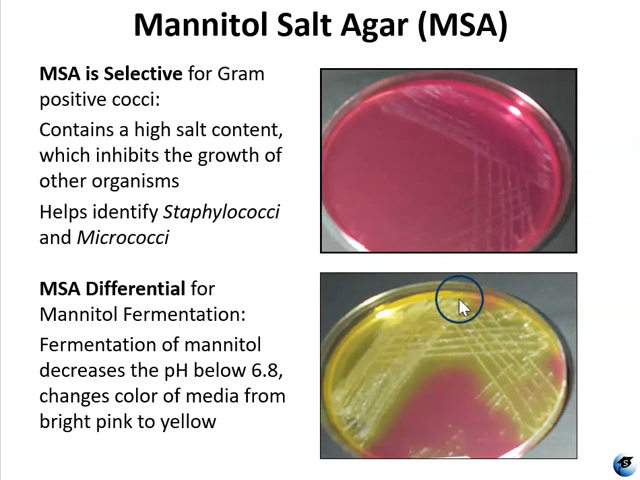 Mannitol Salt Agar (MSA)
MSA is Selective for Gram
positive cocci:
Contains a high salt content,
which inhibits the growth of
other organisms
Helps identify Staphylococci
and Micrococci
MSA Differential for
Mannitol Fermentation:
Fermentation of mannitol
decreases the pH below 6.8,
changes color of media from
bright pink to yellow
S